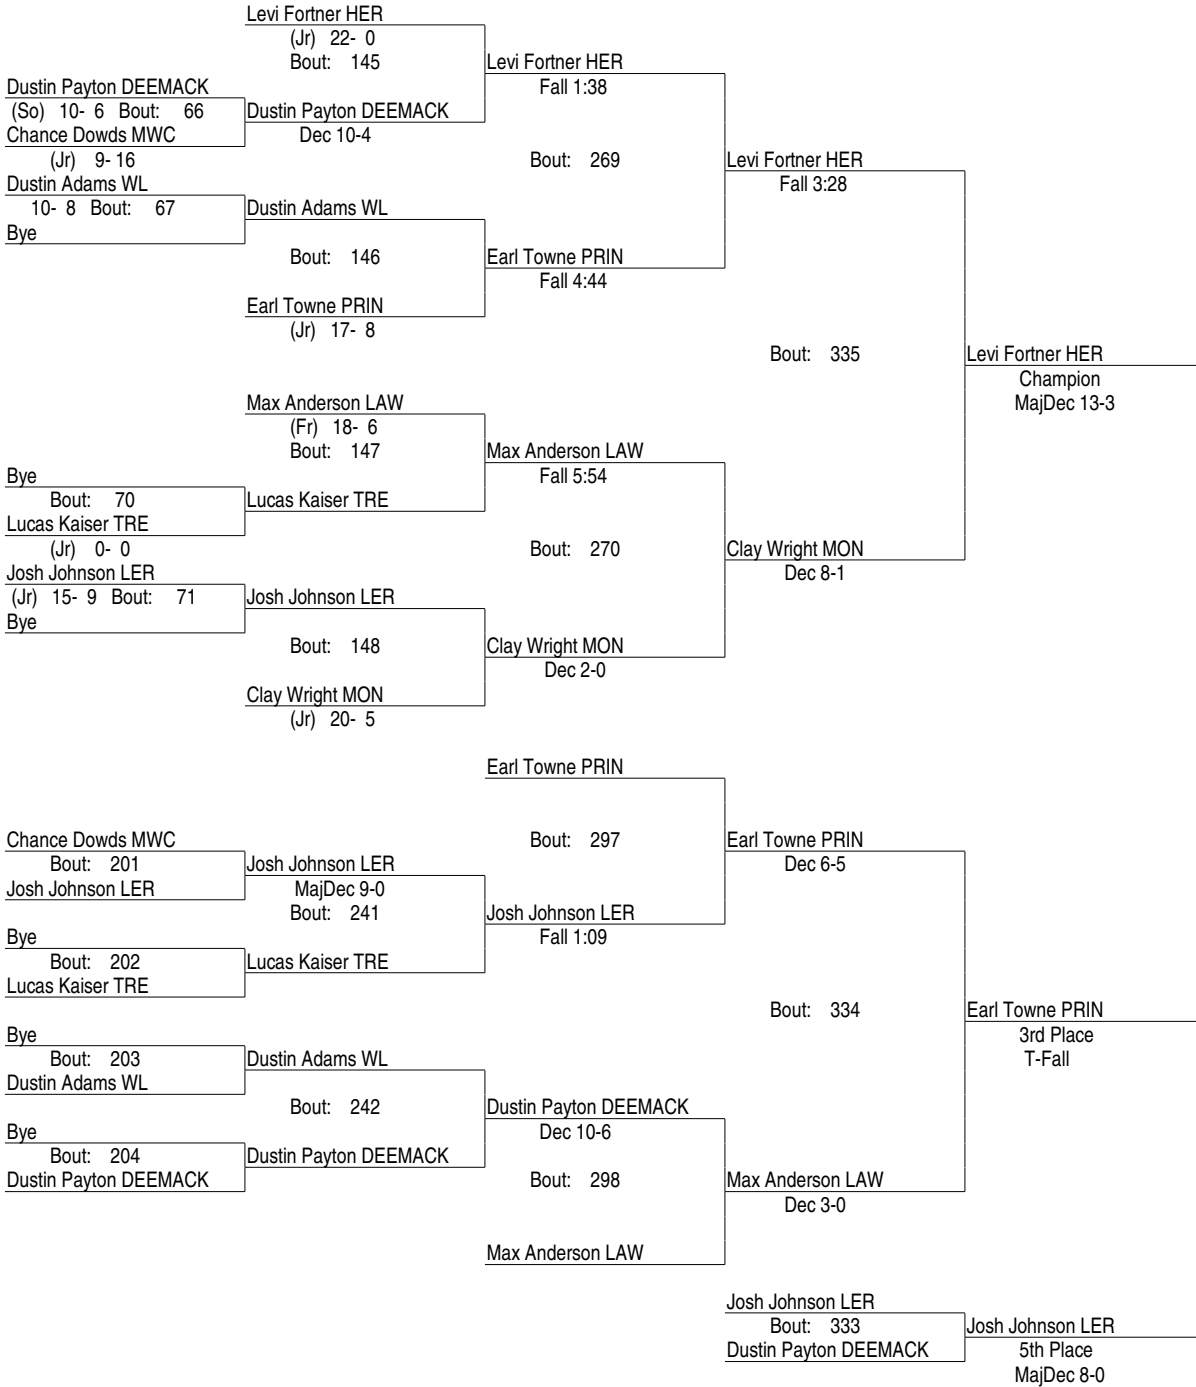 Levi Fortner HER
(Jr) 22- 0
Bout: 145
Levi Fortner HER
Fall 1:38
Dustin Payton DEEMACK
(So) 10- 6 Bout: 66
Dustin Payton DEEMACK
Dec 10-4
Chance Dowds MWC
(Jr) 9- 16
Bout: 269
Levi Fortner HER
Fall 3:28
Dustin Adams WL
10- 8 Bout: 67
Dustin Adams WL
Bye
Bout: 146
Earl Towne PRIN
Fall 4:44
Earl Towne PRIN
(Jr) 17- 8
Bout: 335
Levi Fortner HER
Champion
MajDec 13-3
Max Anderson LAW
(Fr) 18- 6
Bout: 147
Max Anderson LAW
Fall 5:54
Bye
Bout: 70
Lucas Kaiser TRE
Lucas Kaiser TRE
(Jr) 0- 0
Bout: 270
Clay Wright MON
Dec 8-1
Josh Johnson LER
(Jr) 15- 9 Bout: 71
Josh Johnson LER
Bye
Bout: 148
Clay Wright MON
Dec 2-0
Clay Wright MON
(Jr) 20- 5
Earl Towne PRIN
Chance Dowds MWC
Bout: 297
Earl Towne PRIN
Dec 6-5
Bout: 201
Josh Johnson LER
Josh Johnson LER
MajDec 9-0
Bout: 241
Josh Johnson LER
Fall 1:09
Bye
Bout: 202
Lucas Kaiser TRE
Lucas Kaiser TRE
Bout: 334
Earl Towne PRIN
3rd Place
T-Fall
Bye
Bout: 203
Dustin Adams WL
Dustin Adams WL
Bout: 242
Dustin Payton DEEMACK
Dec 10-6
Bye
Bout: 204
Dustin Payton DEEMACK
Dustin Payton DEEMACK
Bout: 298
Max Anderson LAW
Dec 3-0
Max Anderson LAW
Josh Johnson LER
Bout: 333
Josh Johnson LER
Dustin Payton DEEMACK
5th Place
MajDec 8-0